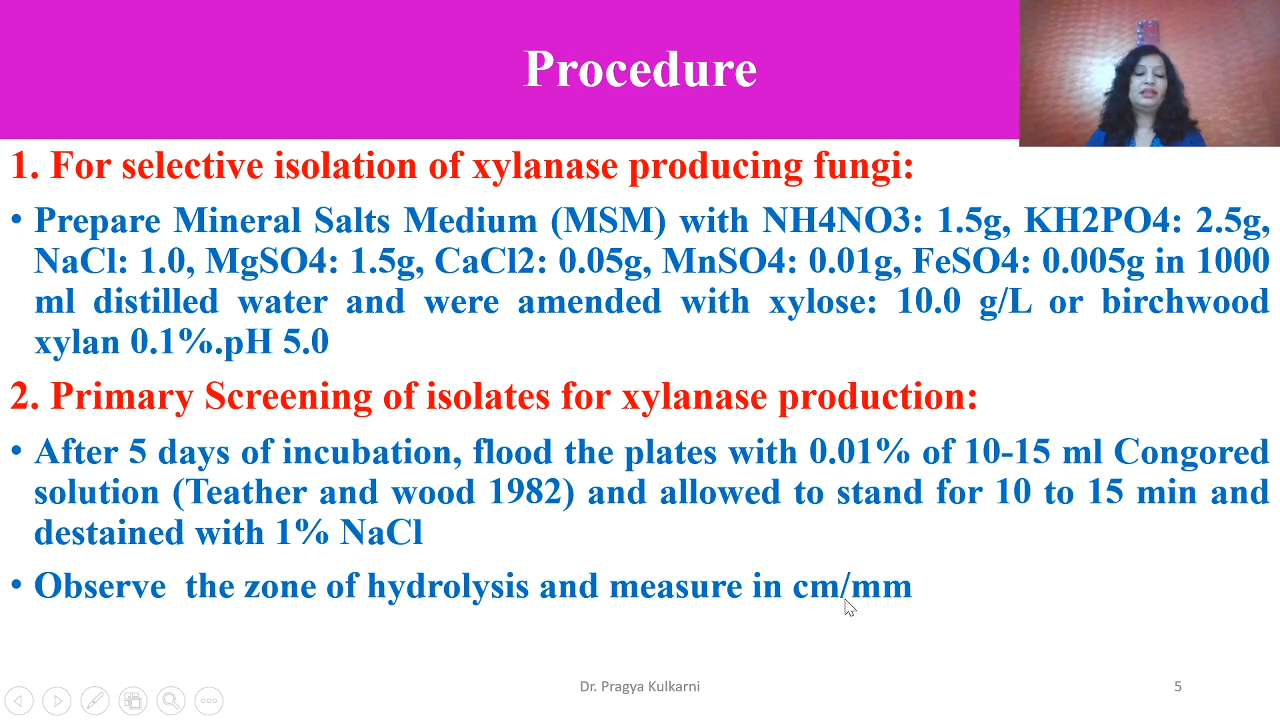 Procedure
1. For selective isolation of xylanase producing fungi:
• Prepare Mineral Salts Medium (MSM) with NH4NO3: 1.5g, KH2PO4: 2.5g,
NaCl: 1.0, MgSO4: 1.5g, CaCl2: 0.05g, MnSO4: 0.01g, FeSO4: 0.005g in 1000
ml distilled water and were amended with xylose: 10.0 g/L or birchwood
xylan 0.1%.pH 5.0
2. Primary Screening of isolates for xylanase production:
• After 5 days of incubation, flood the plates with 0.01% of 10-15 ml Congored
solution (Teather and wood 1982) and allowed to stand for 10 to 15 min and
destained with 1% NaCl
• Observe the zone of hydrolysis and measure in cm/mm
Dr. Pragya Kulkarni
5